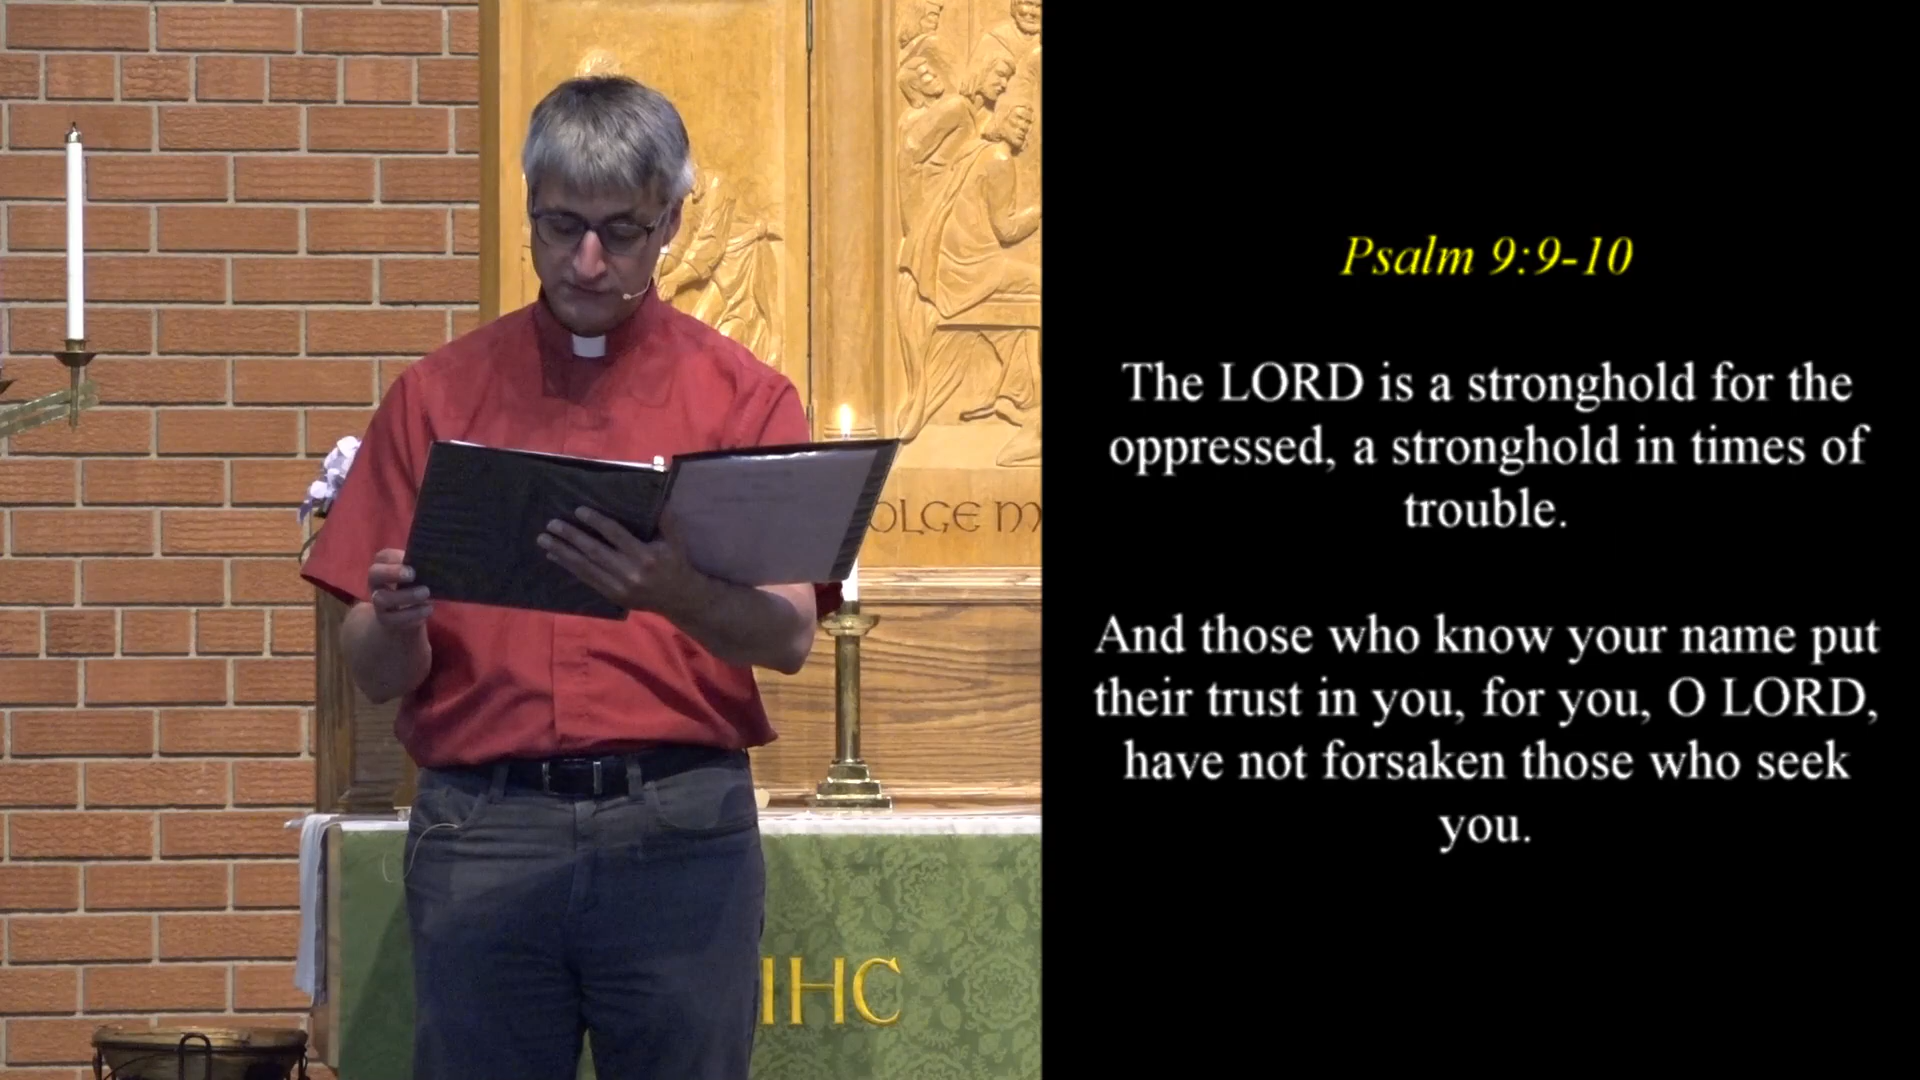 Psalm 9:9-10
The LORD is a stronghold for the
oppressed, a stronghold in times of
trouble.
And those who know your name put
their trust in you, for you, O LORD,
have not forsaken those who seek
you.
IHC